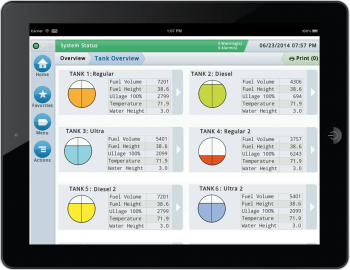 1:07 PM
System Status
0 Warning(s)
0 Alarm(s)
06/23/2014 07:57 PM
Overview
Tank Overview
Print (0)
Home
Favorites
Menu
Actions
TANK 1: Regular
Fuel Volume 7201
Fuel Height 38.6
Ullage 100% 2799
Temperature 71.9
Water Height 3.0
TANK 2: Diesel
Fuel Volume 4306
Fuel Height 38.6
Ullage 100% 694
Temperature 71.9
Water Height 3.0
TANK 3: Ultra
Fuel Volume 5401
Fuel Height 38.6
Ullage 100% 2099
Temperature 71.9
Water Height 3.0
TANK 4: Regular 2
Fuel Volume 3757
Fuel Height 38.6
Ullage 100% 6243
Temperature 71.9
Water Height 3.0
TANK 5: Diesel 2
Fuel Volume 7201
Fuel Height 38.6
Ullage 100% 2799
Temperature 71.9
Water Height 3.0
TANK 6: Ultra 2
Fuel Volume 5401
Fuel Height 38.6
Ullage 100% 2099
Temperature 71.9
Water Height 3.0